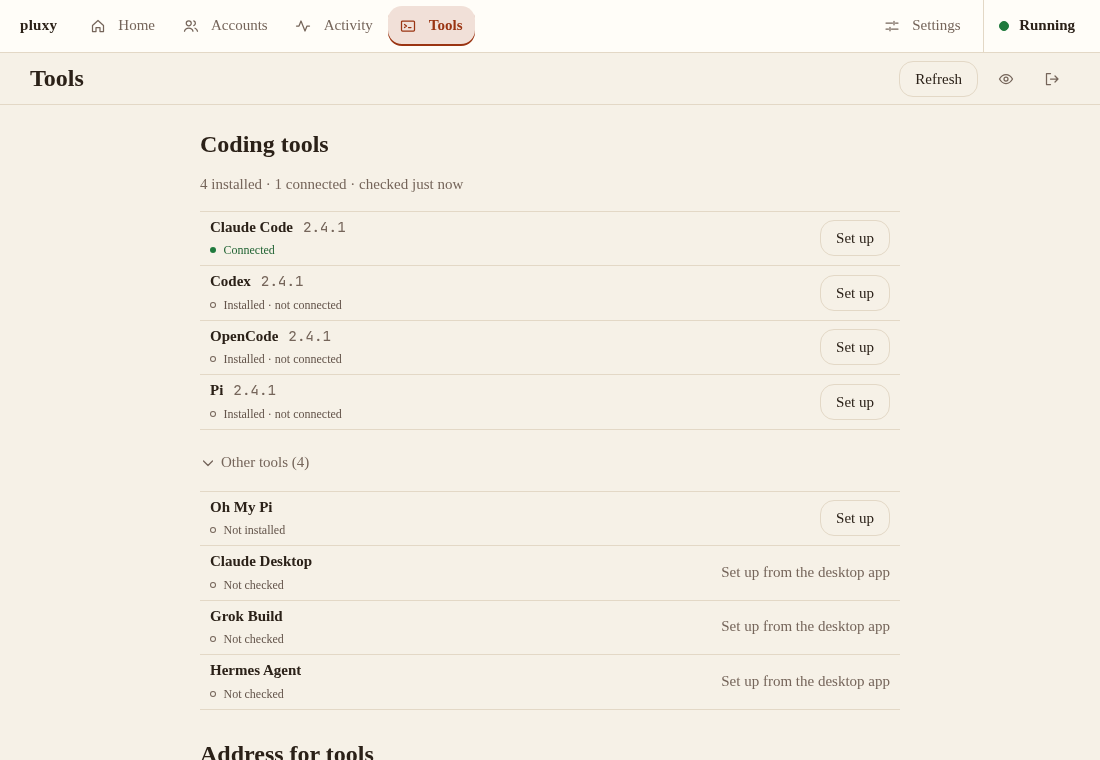 pluxy
Home
Accounts
Activity
Tools
Settings
Running
Tools
Refresh
Coding tools
4 installed · 1 connected · checked just now
Claude Code 2.4.1
Connected
Set up
Codex 2.4.1
Installed · not connected
Set up
OpenCode 2.4.1
Installed · not connected
Set up
Pi 2.4.1
Installed · not connected
Set up
Other tools (4)
Oh My Pi
Not installed
Set up
Claude Desktop
Not checked
Set up from the desktop app
Grok Build
Not checked
Set up from the desktop app
Hermes Agent
Not checked
Set up from the desktop app
Address for tools